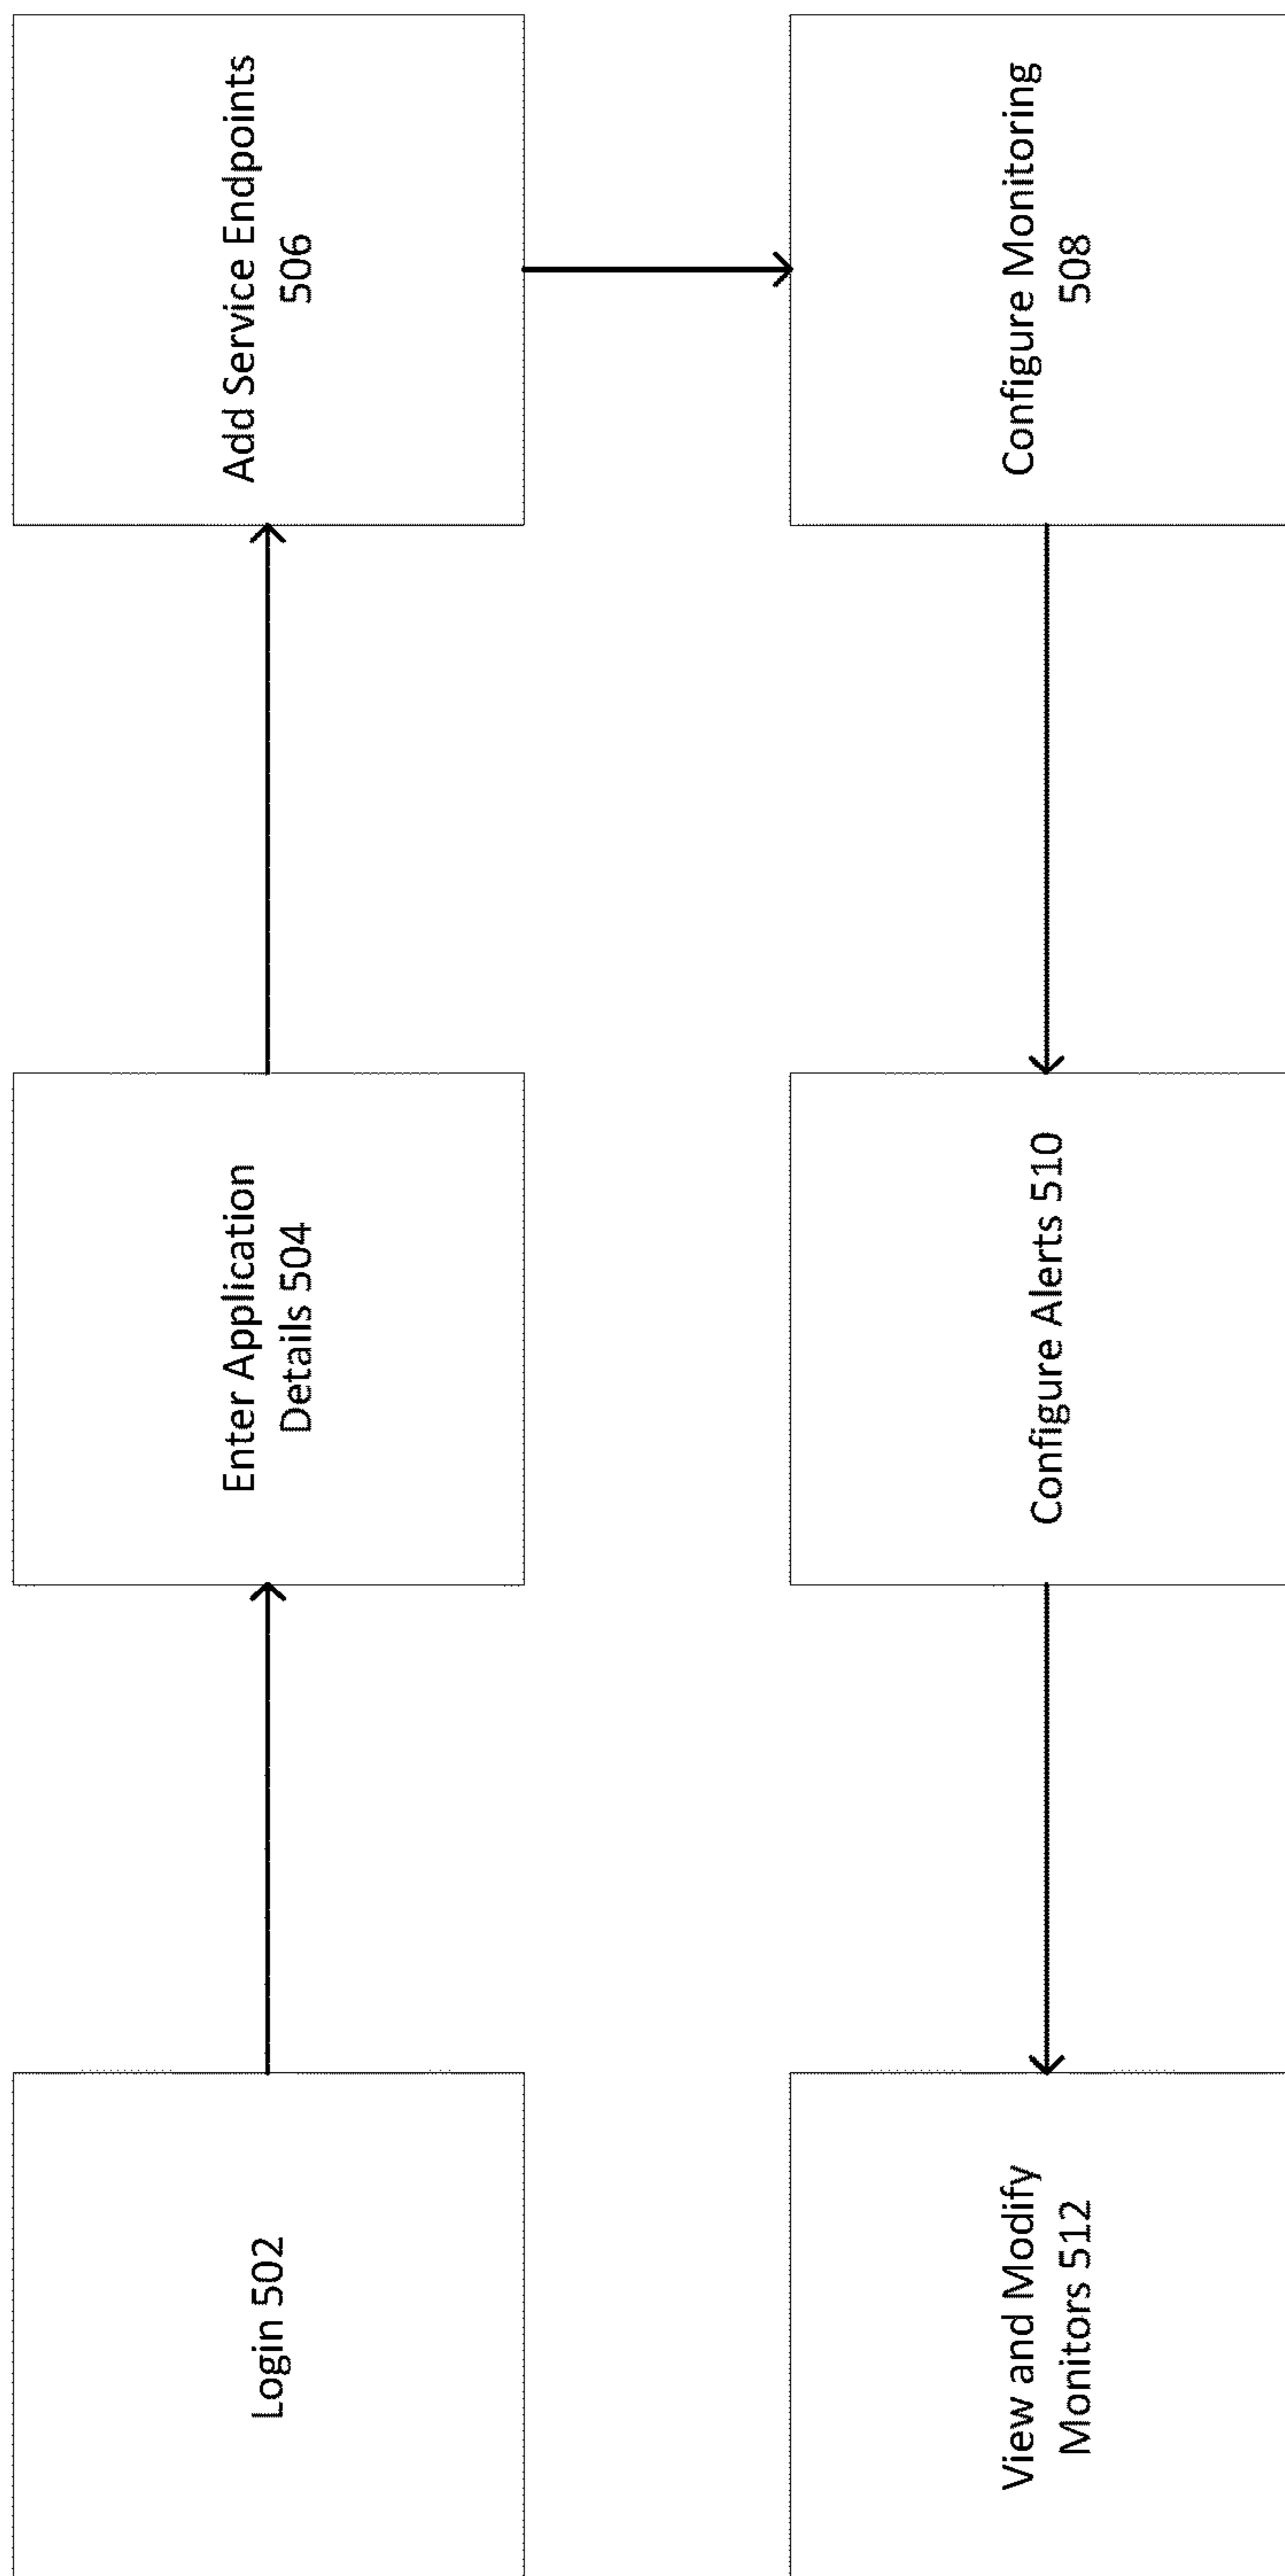 Login 502
Enter Application
Details 504
Add Service Endpoints
506
Configure Monitoring
508
Configure Alerts 510
View and Modify
Monitors 512